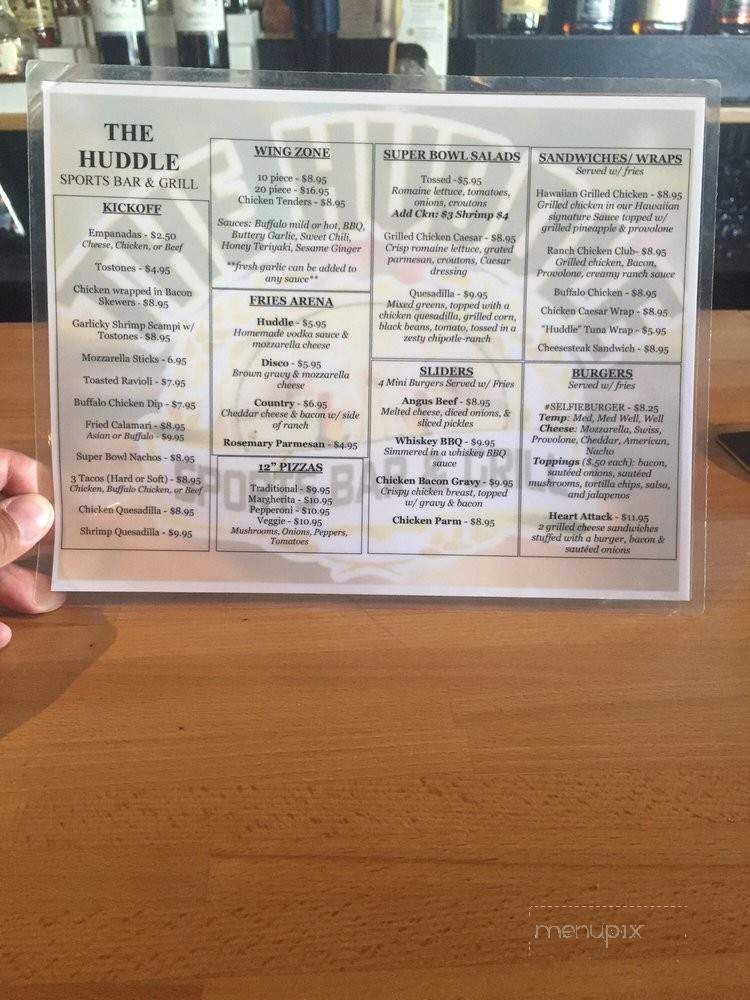 THE
HUDDLE
SPORTS BAR & GRILL
KICKOFF
Empanadas - $2.50
Cheese, Chicken, or Beef
Tostones - $4.95
Chicken wrapped in Bacon
Skewers - $8.95
Garlicky Shrimp Scampi w/
Tostones - $8.95
Mozzarella Sticks - 6.95
Toasted Ravioli - $7.95
Buffalo Chicken Dip - $7.95
Fried Calamari - $8.95
Asian or Buffalo - $9.95
Super Bowl Nachos - $8.95
3 Tacos (Hard or Soft) - $8.95
Chicken, Buffalo Chicken, or Beef
Chicken Quesadilla - $8.95
Shrimp Quesadilla - $9.95
WING ZONE
10 piece - $8.95
20 piece - $16.95
Chicken Tenders - $8.95
Sauces: Buffalo mild or hot, BBQ,
Buttery Garlic, Sweet Chili,
Honey Teriyaki, Sesame Ginger
**fresh garlic can be added to
any sauce**
FRIES ARENA
Huddle - $5.95
Homemade vodka sauce &
mozzarella cheese
Disco - $5.95
Brown gravy & mozzarella
cheese
Country - $6.95
Cheddar cheese & bacon w/ side
of ranch
Rosemary Parmesan - $4.95
12" PIZZAS
Traditional - $9.95
Margherita - $10.95
Pepperoni - $10.95
Veggie - $10.95
Mushrooms, Onions, Peppers,
Tomatoes
SUPER BOWL SALADS
Tossed -$5.95
Romaine lettuce, tomatoes,
onions, croutons
Add Ckn: $3 Shrimp $4
Grilled Chicken Caesar - $8.95
Crisp romaine lettuce, grated
parmesan, croutons, Caesar
dressing
Quesadilla - $9.95
Mixed greens, topped with a
chicken quesadilla, grilled corn,
black beans, tomato, tossed in a
zesty chipotle-ranch
SLIDERS
4 Mini Burgers Served w/ Fries
Angus Beef - $8.95
Melted cheese, diced onions, &
sliced pickles
Whiskey BBQ - $9.95
Simmered in a whiskey BBQ
sauce
Chicken Bacon Gravy - $9.95
Crispy chicken breast, topped
w/ gravy & bacon
Chicken Parm - $8.95
SANDWICHES/ WRAPS
Served w/ fries
Hawaiian Grilled Chicken - $8.95
Grilled chicken in our Hawaiian
signature Sauce topped w/
grilled pineapple & provolone
Ranch Chicken Club- $8.95
Grilled chicken, Bacon,
Provolone, creamy ranch sauce
Buffalo Chicken - $8.95
Chicken Caesar Wrap - $8.95
"Huddle" Tuna Wrap - $5.95
Cheesesteak Sandwich - $8.95
BURGERS
Served w/fries
#SELFIEBURGER - $8.25
Temp: Med, Med Well, Well
Cheese: Mozzarella, Swiss,
Provolone, Cheddar, American,
Nacho
Toppings ($.50 each): bacon,
sautéed onions, sautéed
mushrooms, tortilla chips, salsa,
and jalapenos
Heart Attack - $11.95
2 grilled cheese sandwiches
stuffed with a burger, bacon &
sautéed onions
menupix